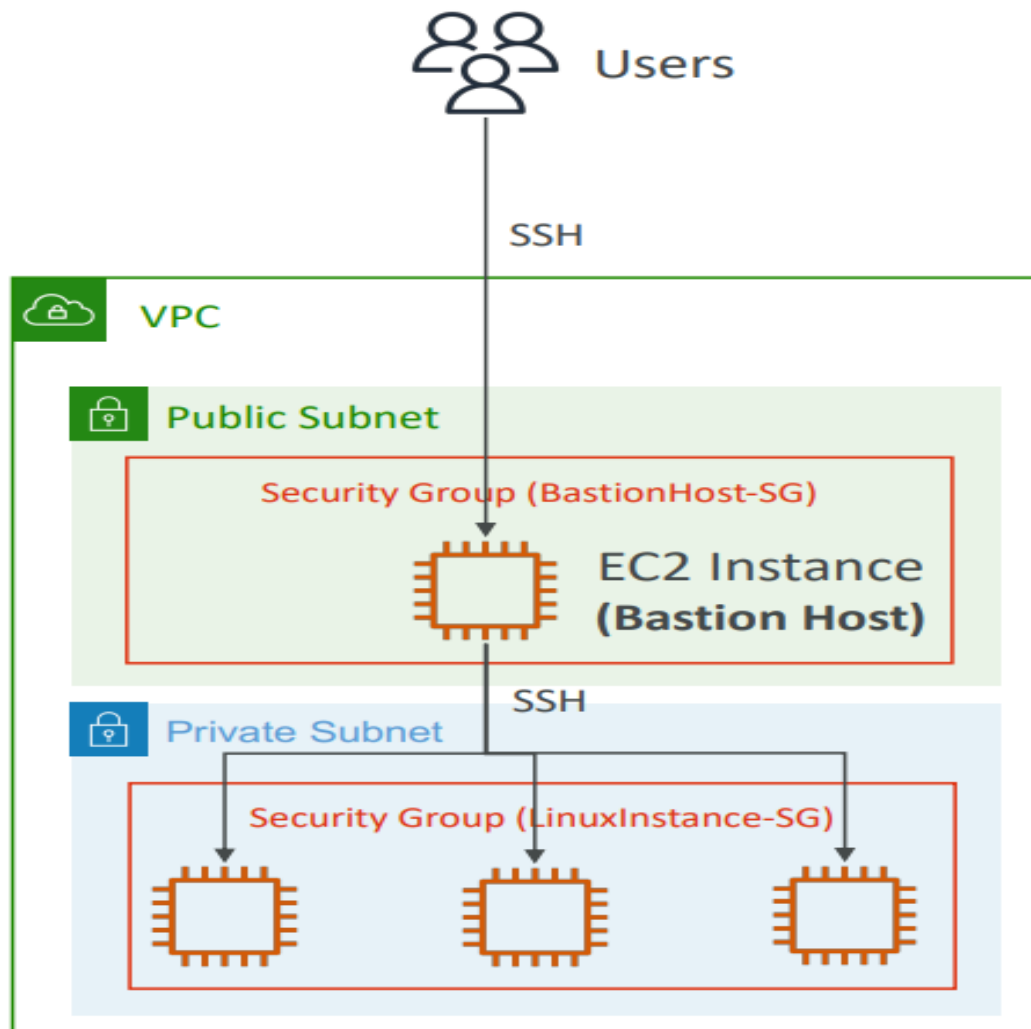 Users
SSH
VPC
Public Subnet
Security Group (BastionHost-SG)
EC2 Instance
(Bastion Host)
SSH
Private Subnet
Security Group (LinuxInstance-SG)